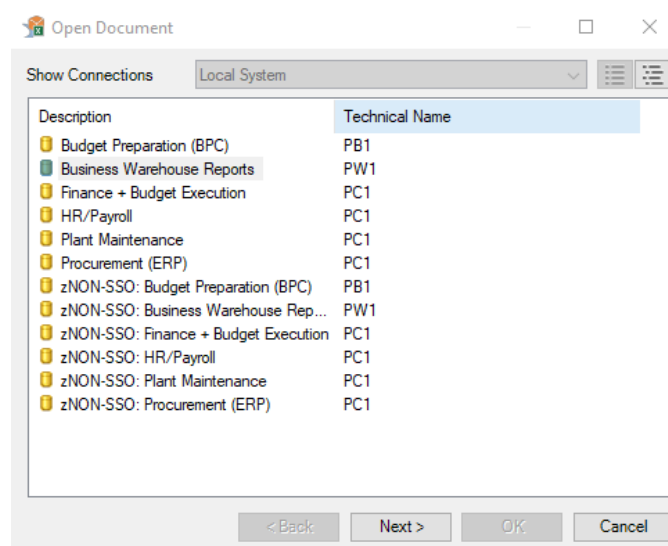 Open Document
Show Connections Local System
Description Technical Name
Budget Preparation (BPC) PB1
Business Warehouse Reports PW1
Finance + Budget Execution PC1
HR/Payroll PC1
Plant Maintenance PC1
Procurement (ERP) PC1
zNON-SSO: Budget Preparation (BPC) PB1
zNON-SSO: Business Warehouse Rep... PW1
zNON-SSO: Finance + Budget Execution PC1
zNON-SSO: HR/Payroll PC1
zNON-SSO: Plant Maintenance PC1
zNON-SSO: Procurement (ERP) PC1
< Back Next > OK Cancel